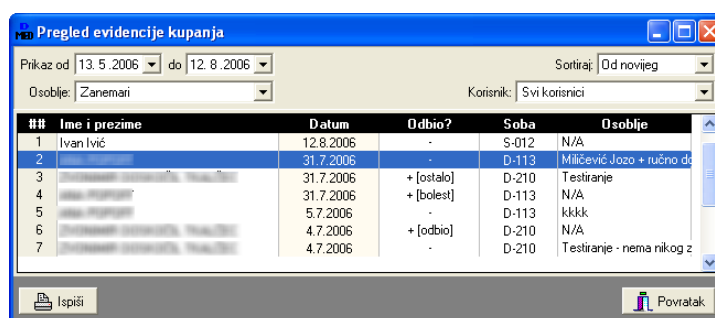 D MED Pregled evidencije kupanja
Prikaz od 13. 5.2006 do 12. 8.2006 Sortiraj: Od novijeg
Osoblje: Zanemari Korisnik: Svi korisnici
## Ime i prezime Datum Odbio? Soba Osoblje
1 Ivan Ivić 12.8.2006 - S-012 N/A
2 31.7.2006 - D-113 Miličević Jozo + ručno do
3 31.7.2006 + [ostalo] D-210 Testiranje
4 31.7.2006 + [bolest] D-113 N/A
5 5.7.2006 - D-113 kkkk
6 4.7.2006 + [odbio] D-210 N/A
7 4.7.2006 - D-210 Testiranje - nema nikog z
Ispiši Povratak